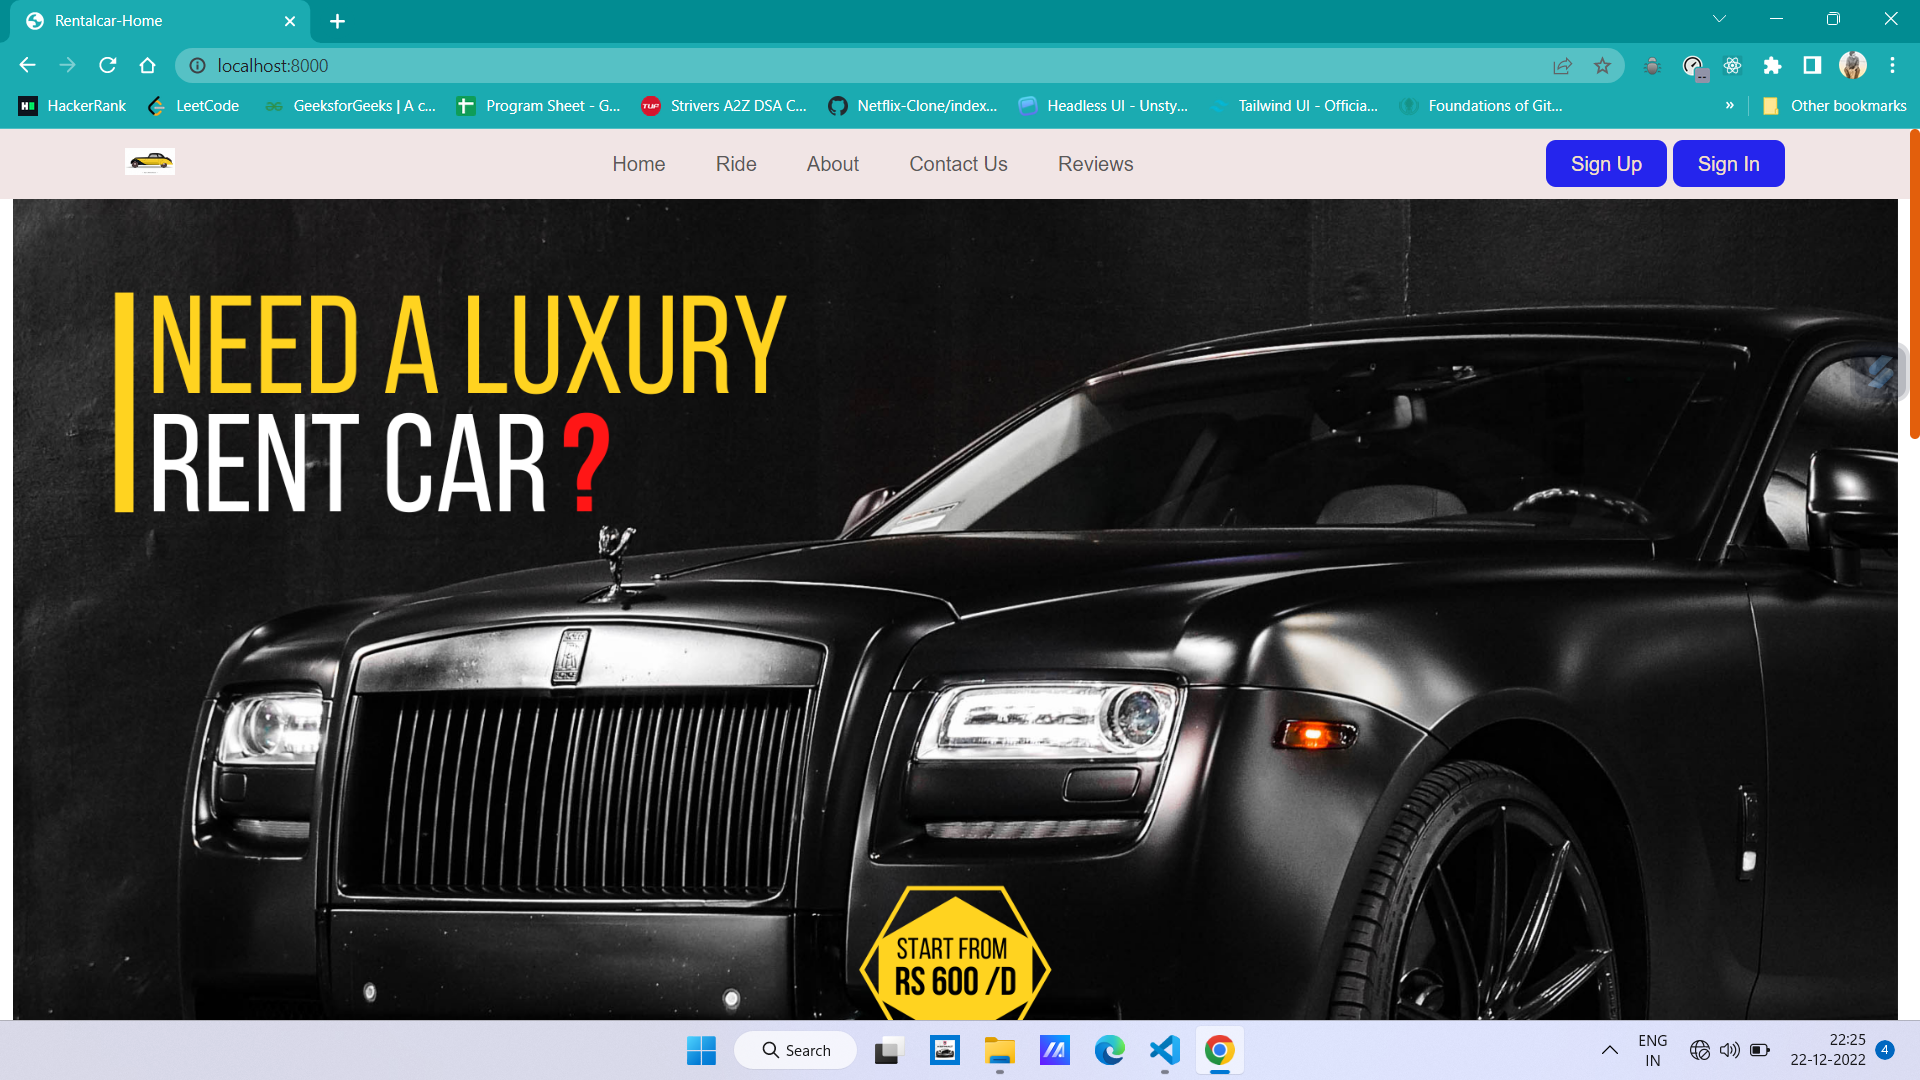 Rentalcar-Home
localhost:8000
HackerRank
LeetCode
GeeksforGeeks | A c...
Program Sheet - G...
TUF
Strivers A2Z DSA C...
Netflix-Clone/index...
Headless UI - Unsty...
Tailwind UI - Officia...
Foundations of Git...
»
Other bookmarks
Home
Ride
About
Contact Us
Reviews
Sign Up
Sign In
NEED A LUXURY
RENT CAR?
START FROM
RS 600 /D
Search
ENG
IN
22:25
22-12-2022
4